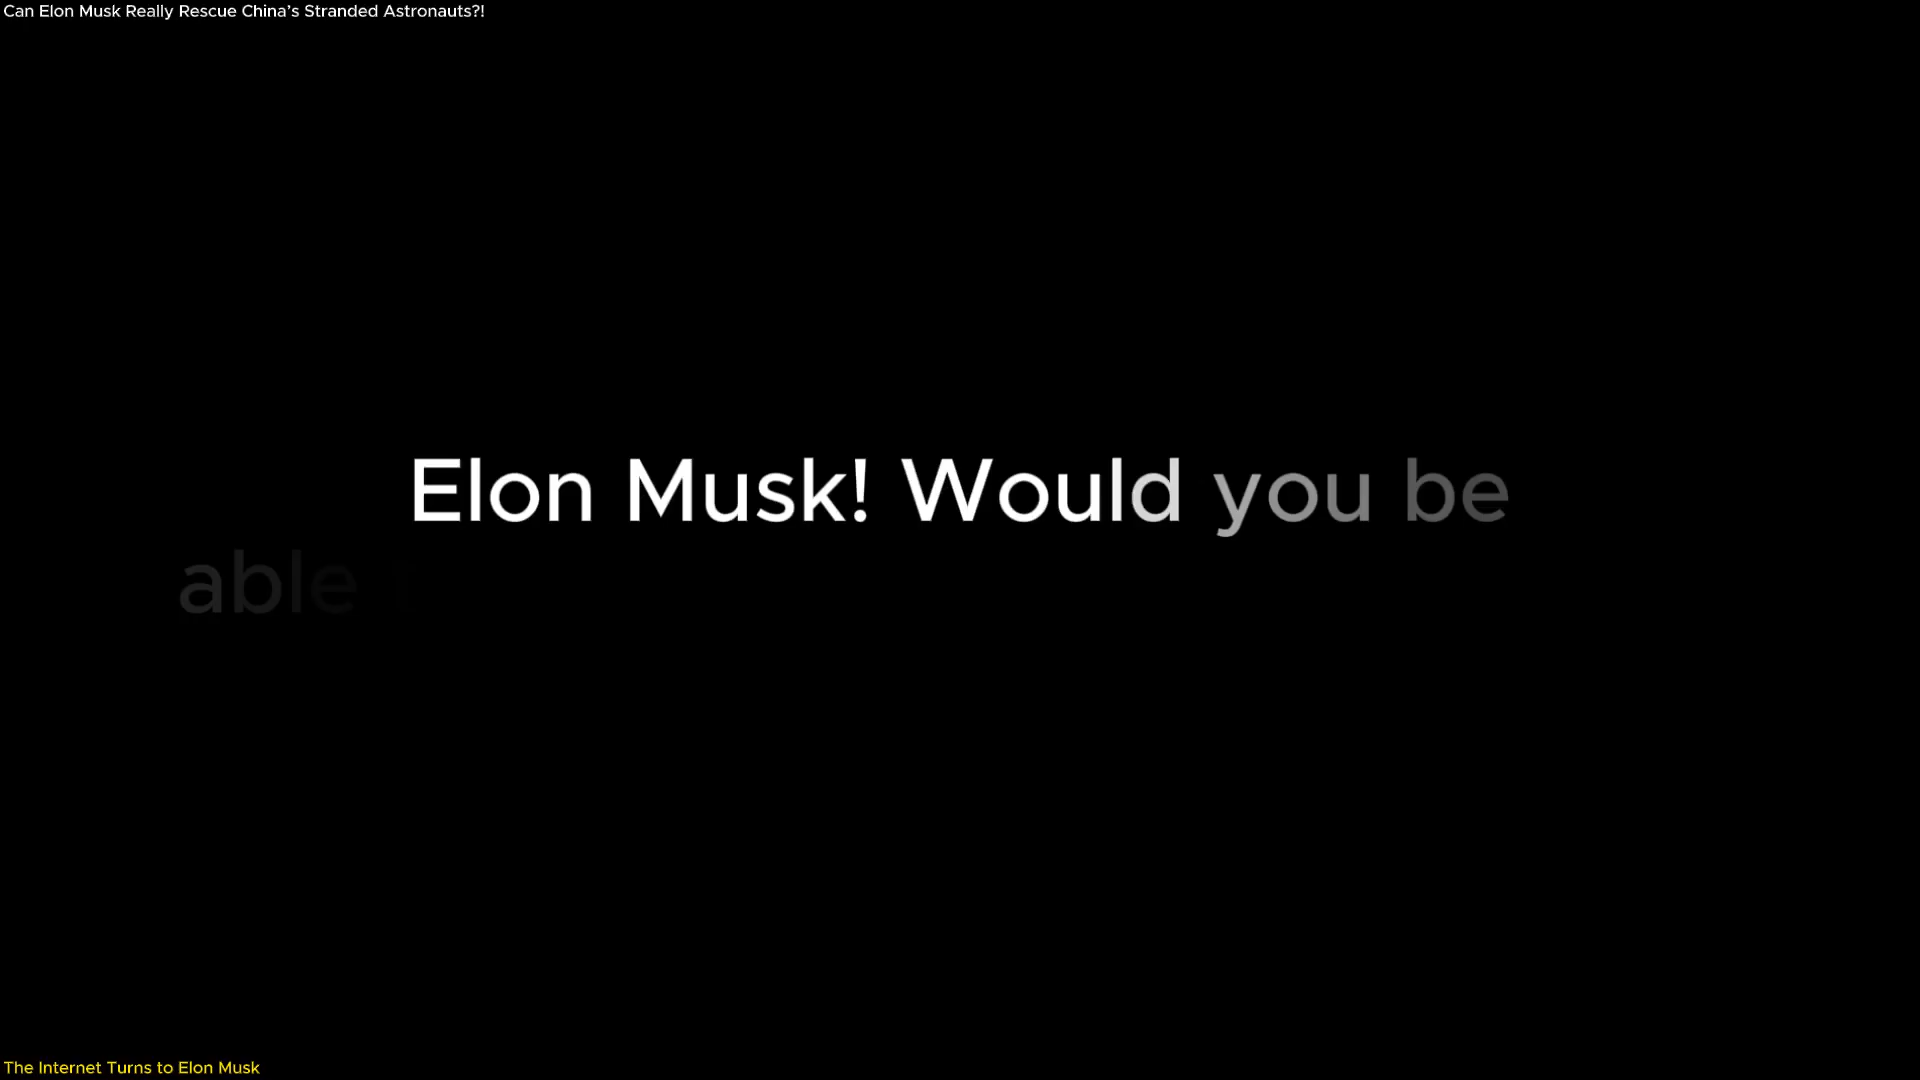 Can Elon Musk Really Rescue China’s Stranded Astronauts?!
Elon Musk! Would you be
able
The Internet Turns to Elon Musk